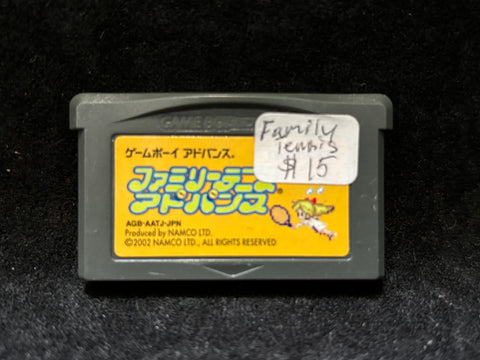 GAME BOY
Family
Tennis
$15
ゲームボーイ アドバンス®
ファミリーテニス
アドバンス®
AGB-AATJ-JPN
Produced by NAMCO LTD.
©2002 NAMCO LTD., ALL RIGHTS RESERVED